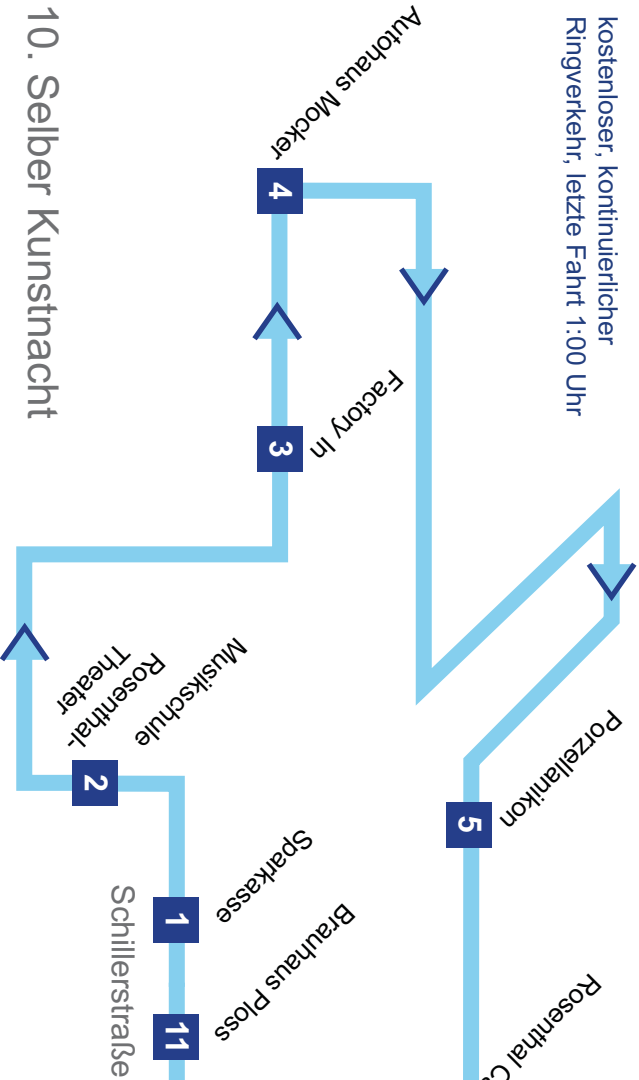 kostenloser, kontinuierlicher
Ringverkehr, letzte Fahrt 1:00 Uhr
10. Selber Kunstnacht
Autohaus Mocker
4
Factory In
3
Musikschule
Rosenthal-
Theater
2
Sparkasse
1
Brauhaus Ploss
11
Schillerstraße
Porzellanikon
5
Rosenthal